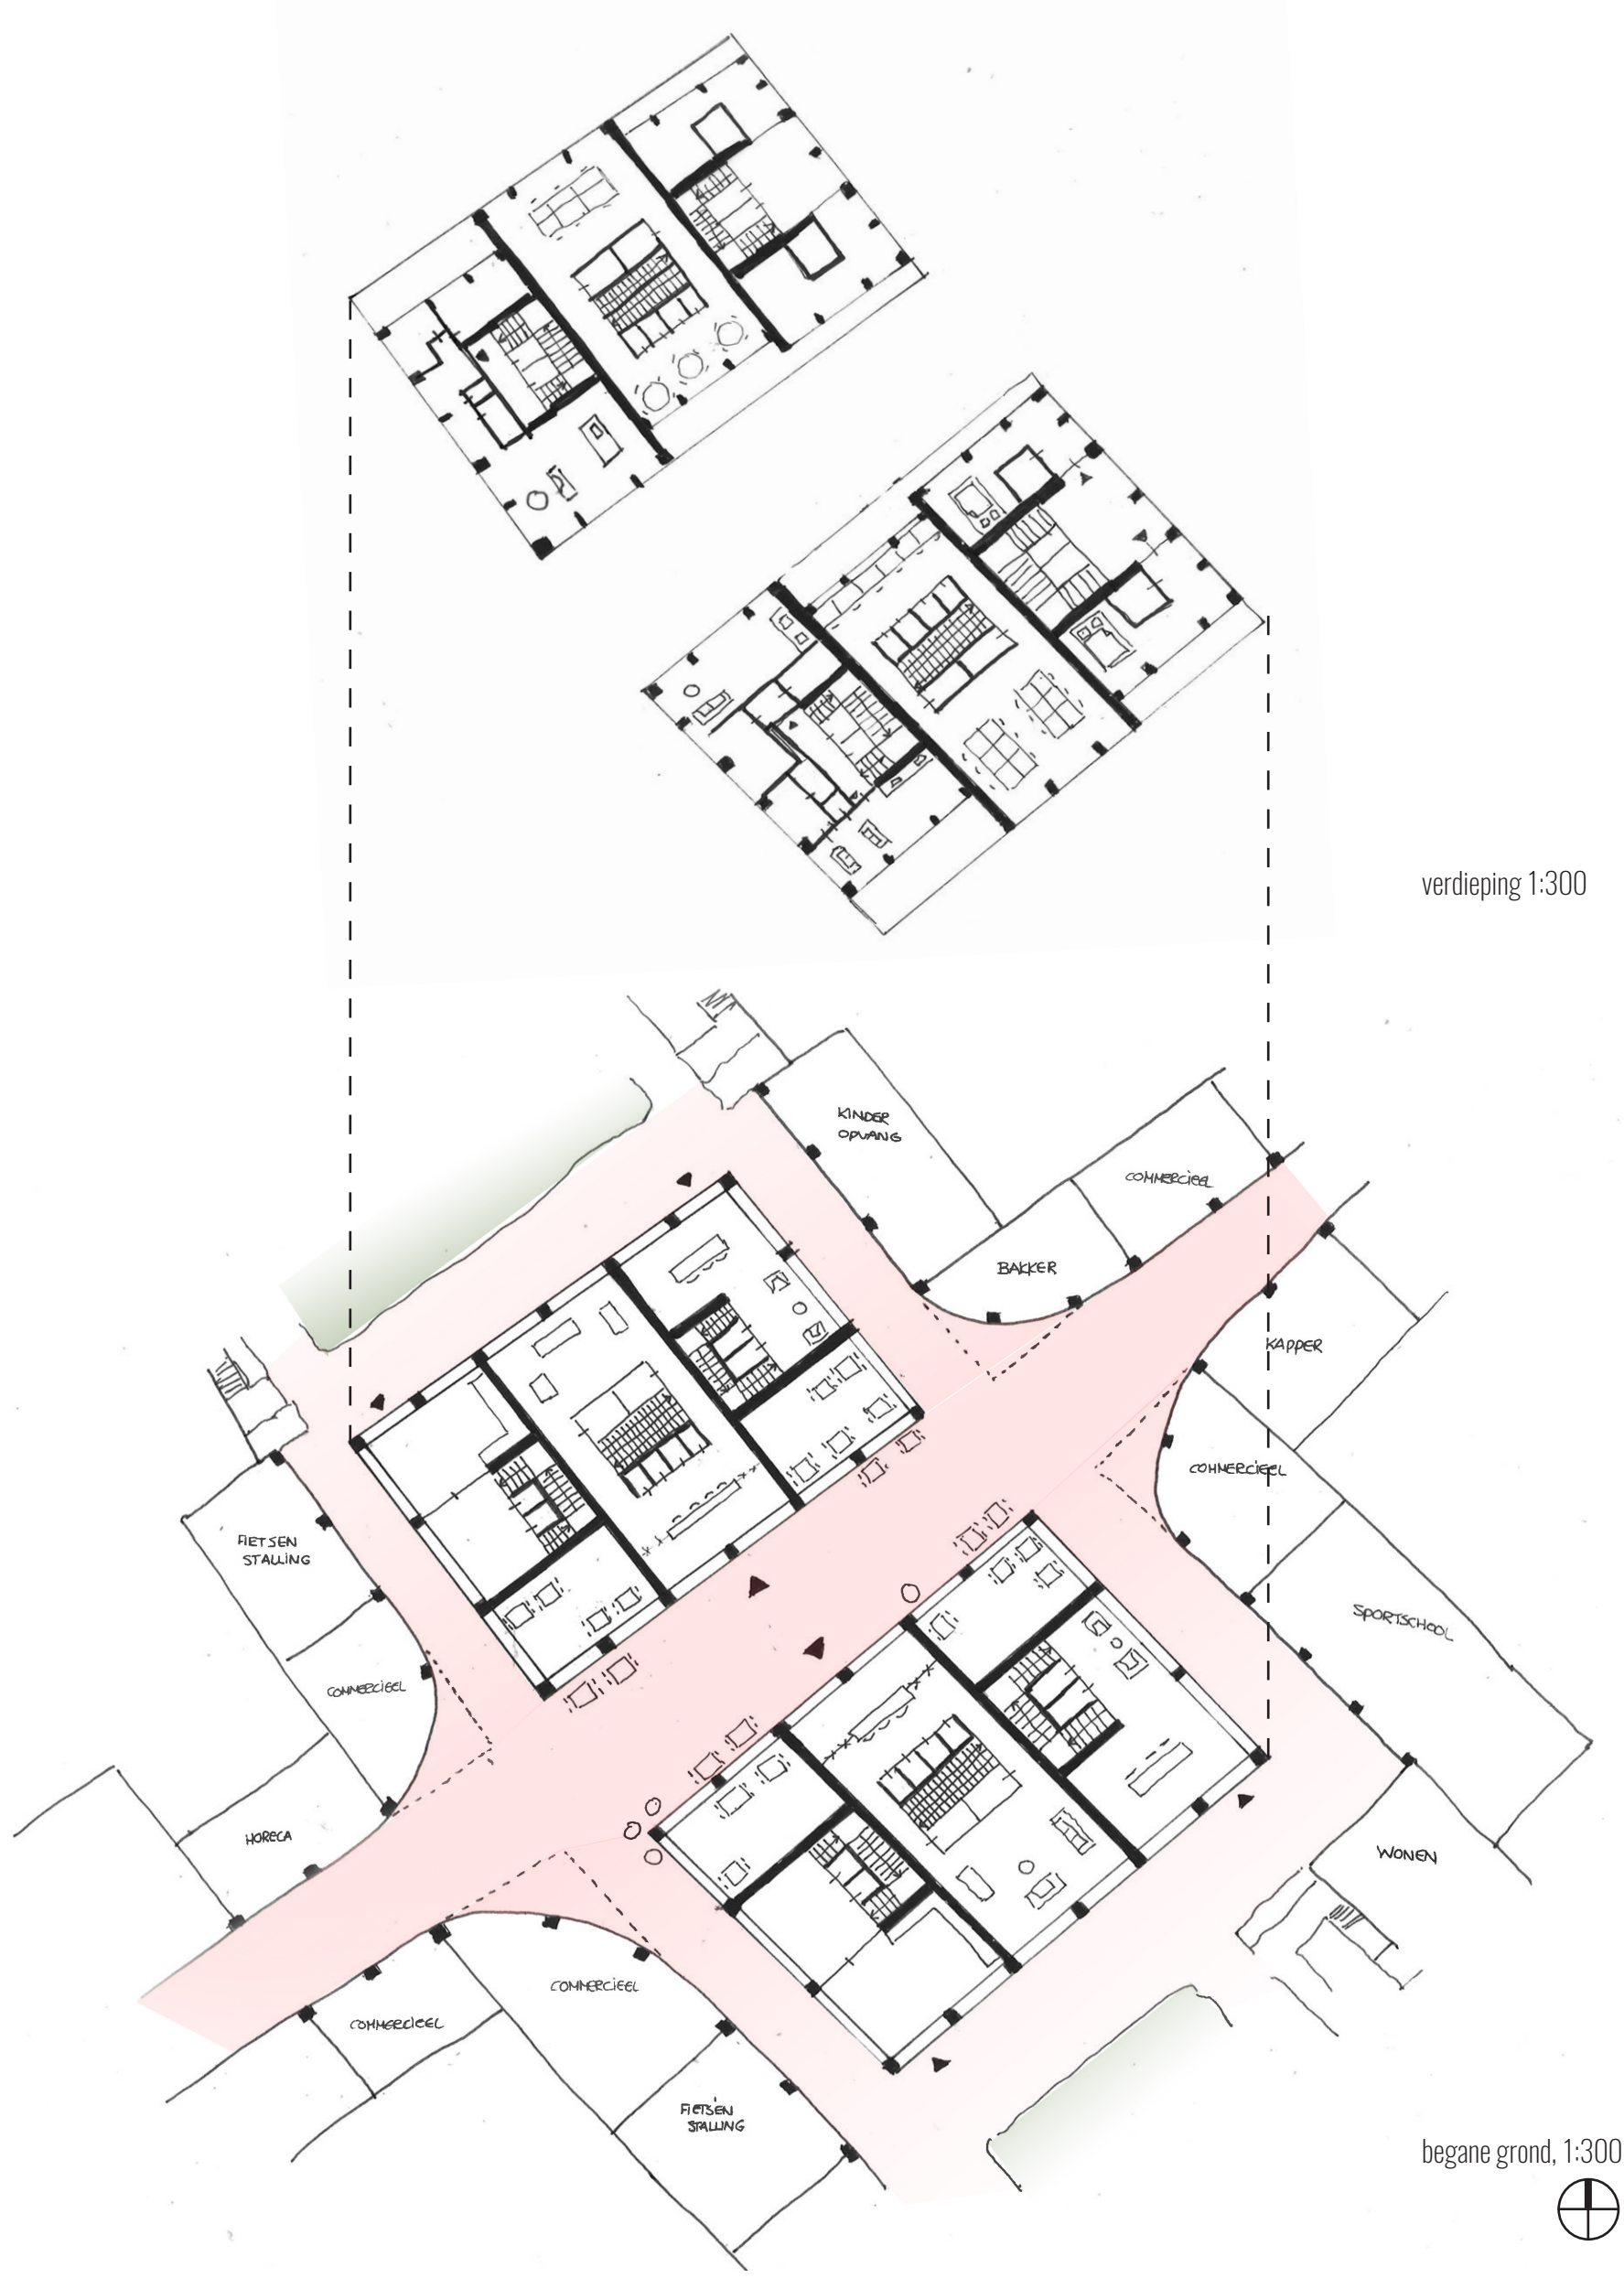 verdieping 1:300
KINDER
OPVANG
COMMERCIEEL
BAKKER
KAPPER
COMMERCIEEL
FIETSEN
STALLING
SPORTSCHOOL
COMMERCIEEL
HORECA
WONEN
COMMERCIEEL
COMMERCIEEL
FIETSEN
STALLING
begane grond, 1:300